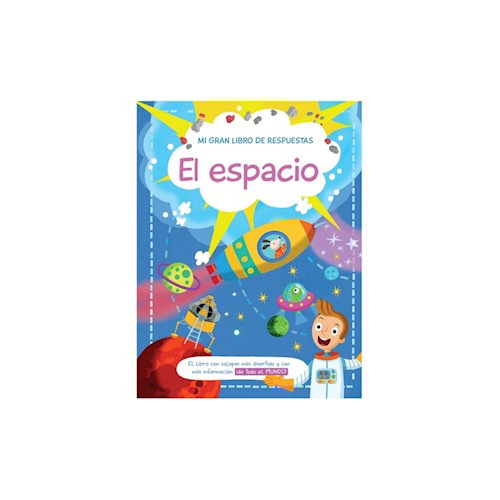 MI GRAN LIBRO DE RESPUESTAS
El espacio
EL Libro con solapas más divertido y con
más información de todo el MUNDO!